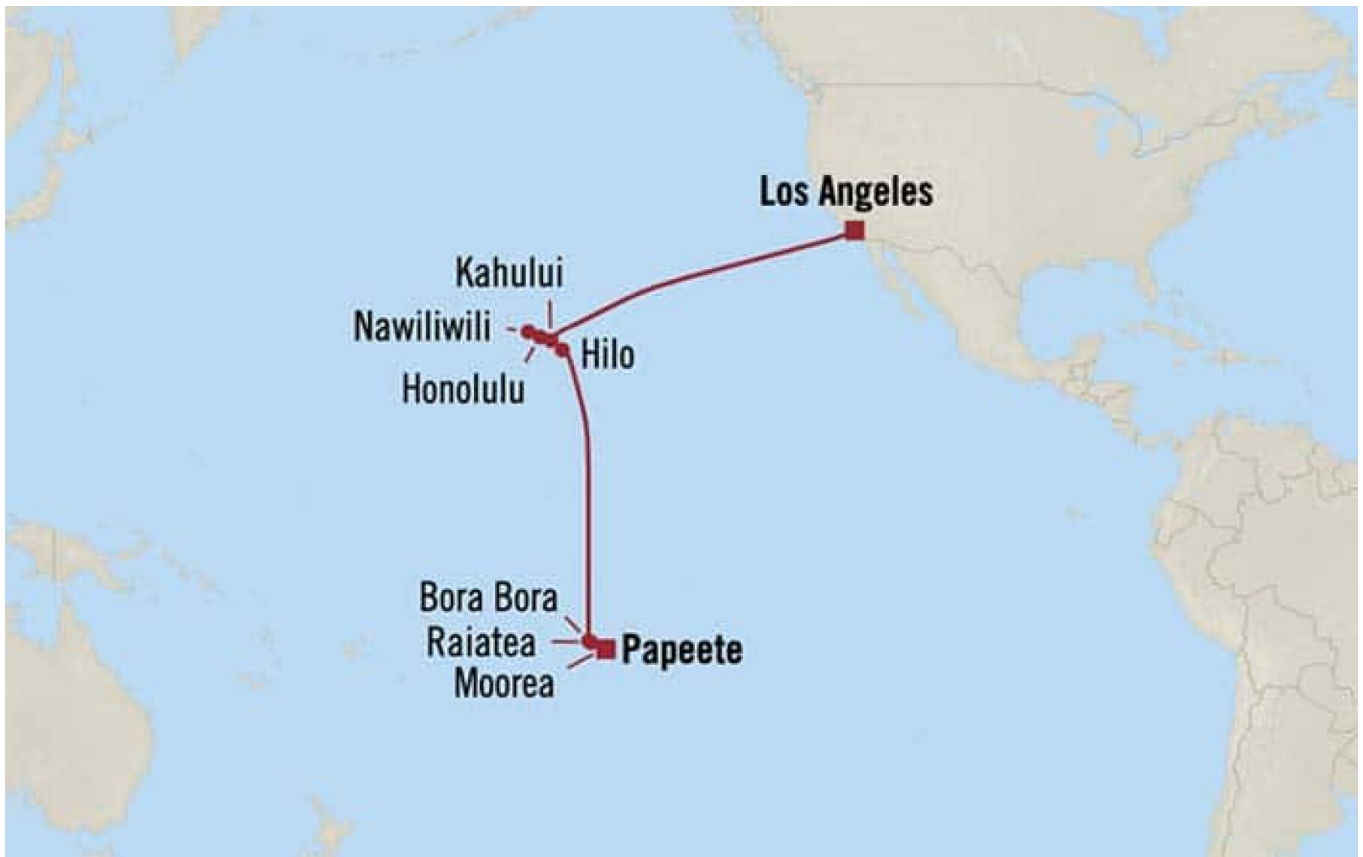 Los Angeles
Kahului
Nawiliwili
Hilo
Honolulu
Bora Bora
Raiatea
Papeete
Moorea